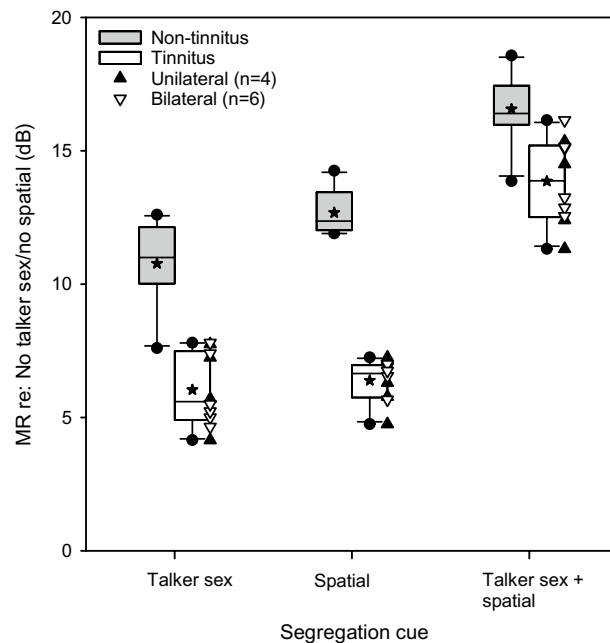 20
Non-tinnitus
Tinnitus
Unilateral (n=4)
Bilateral (n=6)
15
10
5
0
MR re: No talker sex/no spatial (dB)
Talker sex
Spatial
Talker sex +
spatial
Segregation cue